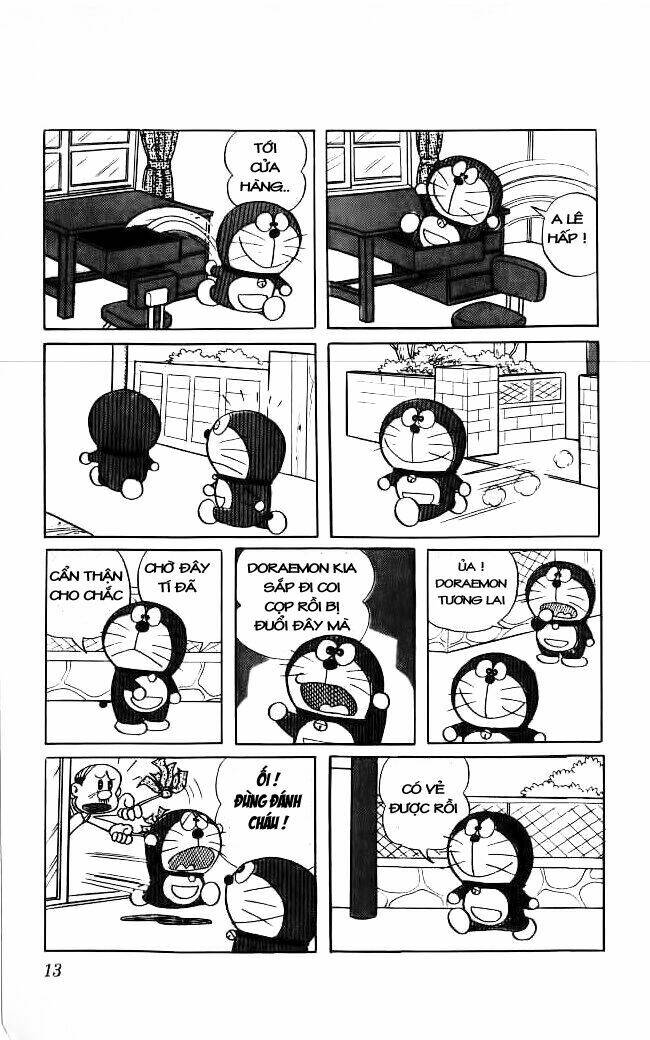 A LÊ
HẤP !
TỚI
CỬA
HÀNG..
ỦA !
DORAEMON
TƯƠNG LAI
DORAEMON KIA
SẮP ĐI COI
CỌP RỒI BỊ
ĐUỔI ĐÂY MÀ
CHỜ ĐÂY
TÍ ĐÃ
CẨN THẬN
CHO CHẮC
CÓ VẺ
ĐƯỢC RỒI
ỐI !
ĐỪNG ĐÁNH
CHÁU !
13